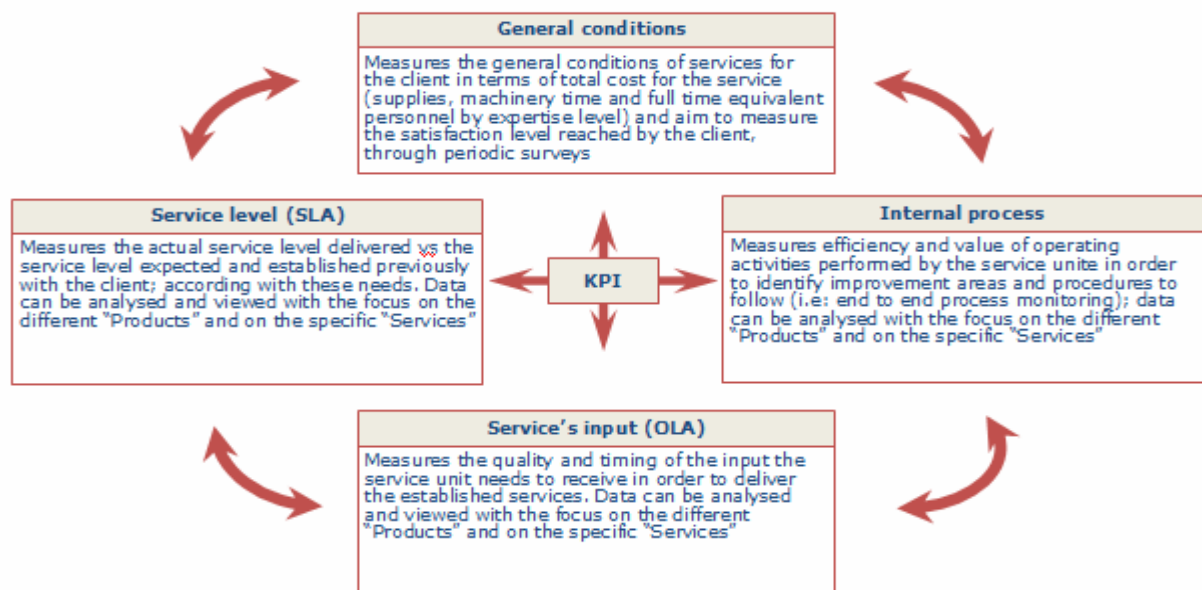 General conditions
Measures the general conditions of services for
the client in terms of total cost for the service
(supplies, machinery time and full time equivalent
personnel by expertise level) and aim to measure
the satisfaction level reached by the client,
through periodic surveys
Service level (SLA)
Measures the actual service level delivered vs the
service level expected and established previously
with the client; according with these needs. Data
can be analysed and viewed with the focus on the
different “Products” and on the specific “Services”
KPI
Internal process
Measures efficiency and value of operating
activities performed by the service unite in order
to identify improvement areas and procedures to
follow (i.e: end to end process monitoring); data
can be analysed with the focus on the different
“Products” and on the specific “Services”
Service’s input (OLA)
Measures the quality and timing of the input the
service unit needs to receive in order to deliver
the established services. Data can be analysed
and viewed with the focus on the different
“Products” and on the specific “Services”